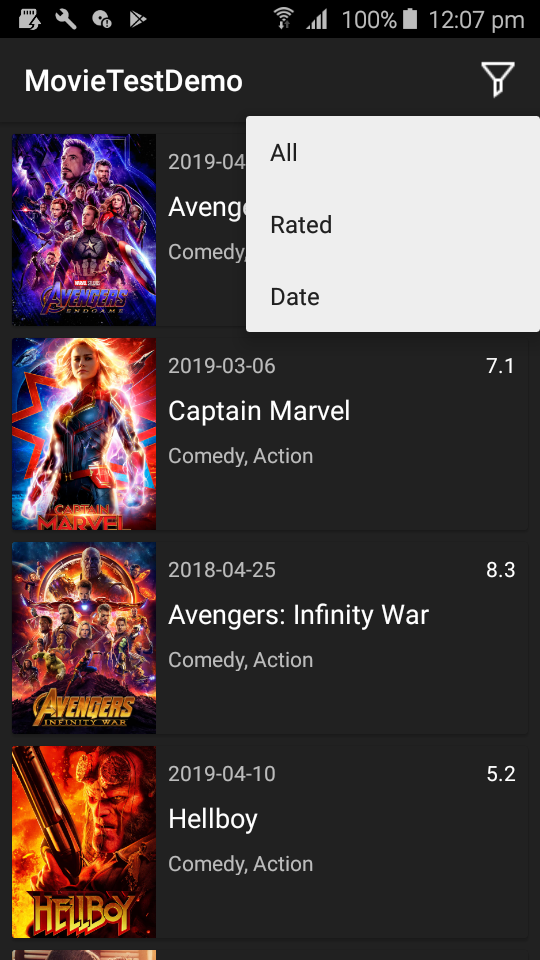 100% 12:07 pm
MovieTestDemo
All
Rated
Date
2019-04
Aveng
Comedy,
MARVEL STUDIOS
AVENGERS
ENDGAME
2019-03-06 7.1
Captain Marvel
Comedy, Action
CAPTAIN
MARVEL
2018-04-25 8.3
Avengers: Infinity War
Comedy, Action
AVENGERS
INFINITY WAR
2019-04-10 5.2
Hellboy
Comedy, Action
HELLBOY